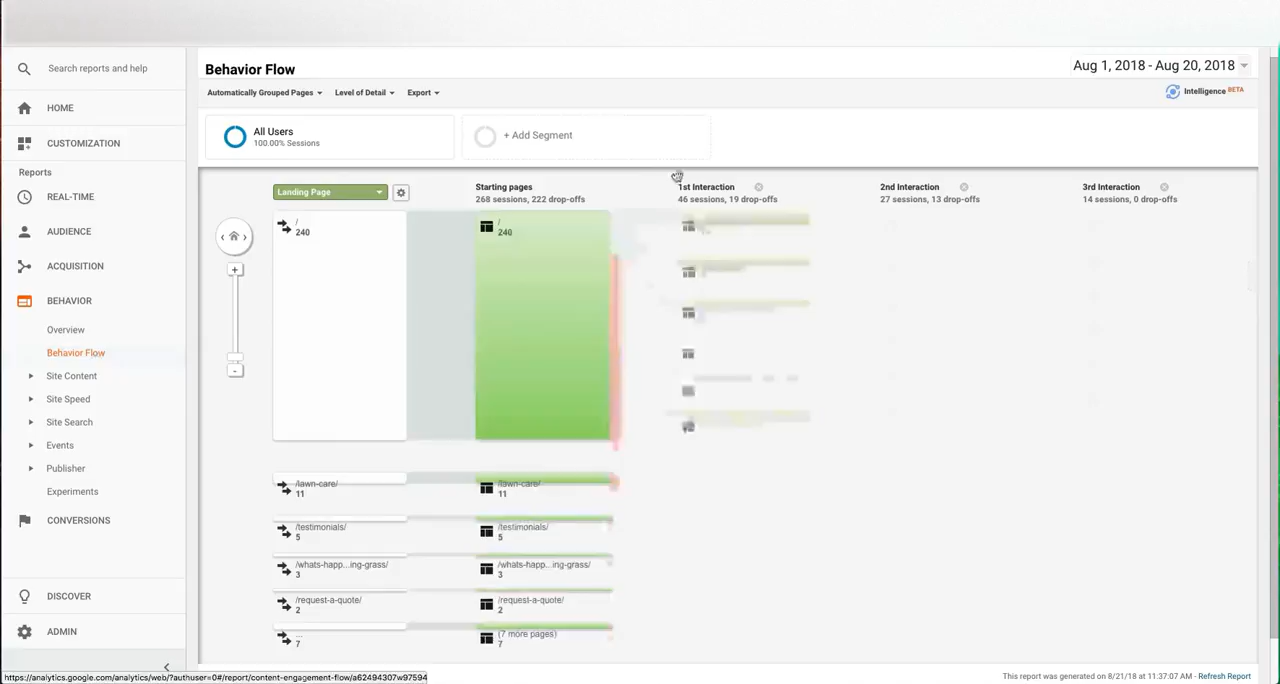 Search reports and help
HOME
CUSTOMIZATION
Reports
REAL-TIME
AUDIENCE
ACQUISITION
BEHAVIOR
Overview
Behavior Flow
Site Content
Site Speed
Site Search
Events
Publisher
Experiments
CONVERSIONS
DISCOVER
ADMIN
Behavior Flow
Aug 1, 2018 - Aug 20, 2018
Automatically Grouped Pages
Level of Detail
Export
Intelligence BETA
All Users
100.00% Sessions
+ Add Segment
Landing Page
Starting pages
268 sessions, 222 drop-offs
1st Interaction
46 sessions, 19 drop-offs
2nd Interaction
27 sessions, 13 drop-offs
3rd Interaction
14 sessions, 0 drop-offs
+
-
/
240
/lawn-care/
11
/testimonials/
5
/whats-happ...ing-grass/
3
/request-a-quote/
2
...
7
/
240
/lawn-care/
11
/testimonials/
5
/whats-happ...ing-grass/
3
/request-a-quote/
2
(7 more pages)
7
https://analytics.google.com/analytics/web/?authuser=0#/report/content-engagement-flow/a62494307w97594
This report was generated on 8/21/18 at 11:37:07 AM - Refresh Report